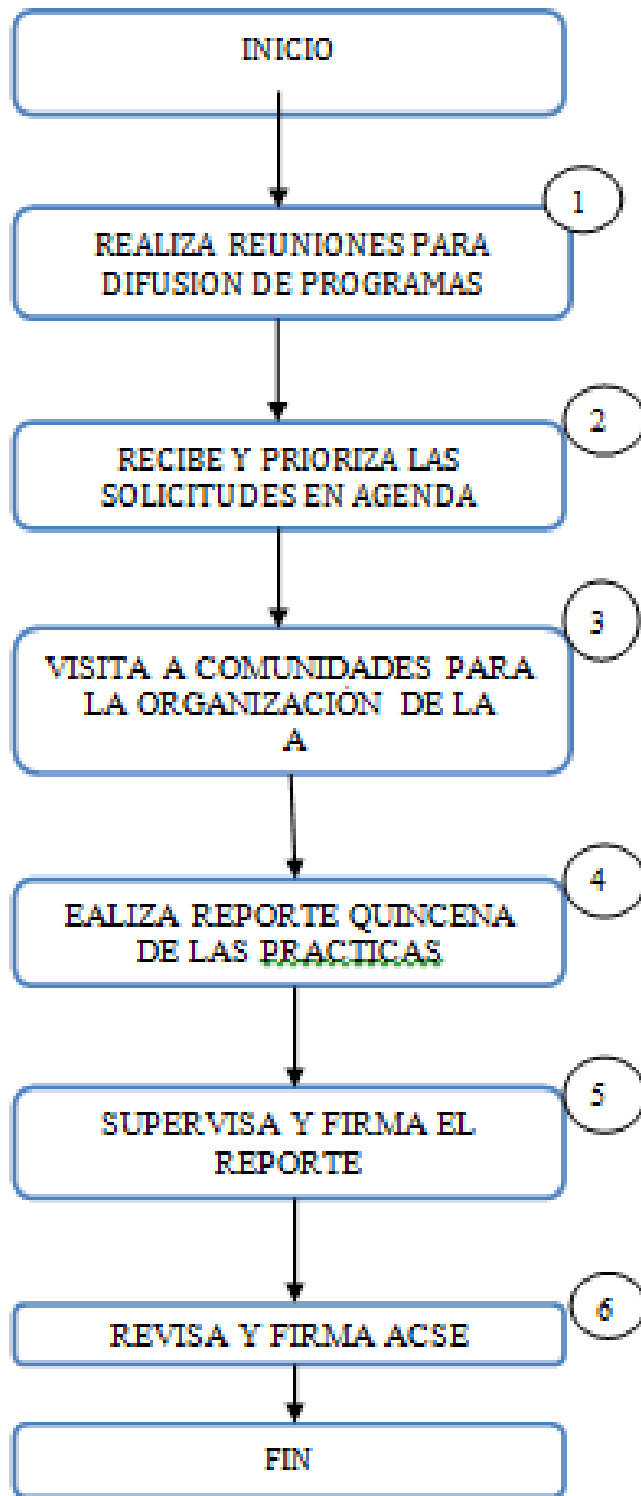 INICIO
1
REALIZA REUNIONES PARA
DIFUSION DE PROGRAMAS
2
RECIBE Y PRIORIZA LAS
SOLICITUDES EN AGENDA
3
VISITA A COMUNIDADES PARA
LA ORGANIZACIÓN DE LA
A
4
EALIZA REPORTE QUINCENA
DE LAS PRACTICAS
5
SUPERVISA Y FIRMA EL
REPORTE
6
REVISA Y FIRMA ACSE
FIN